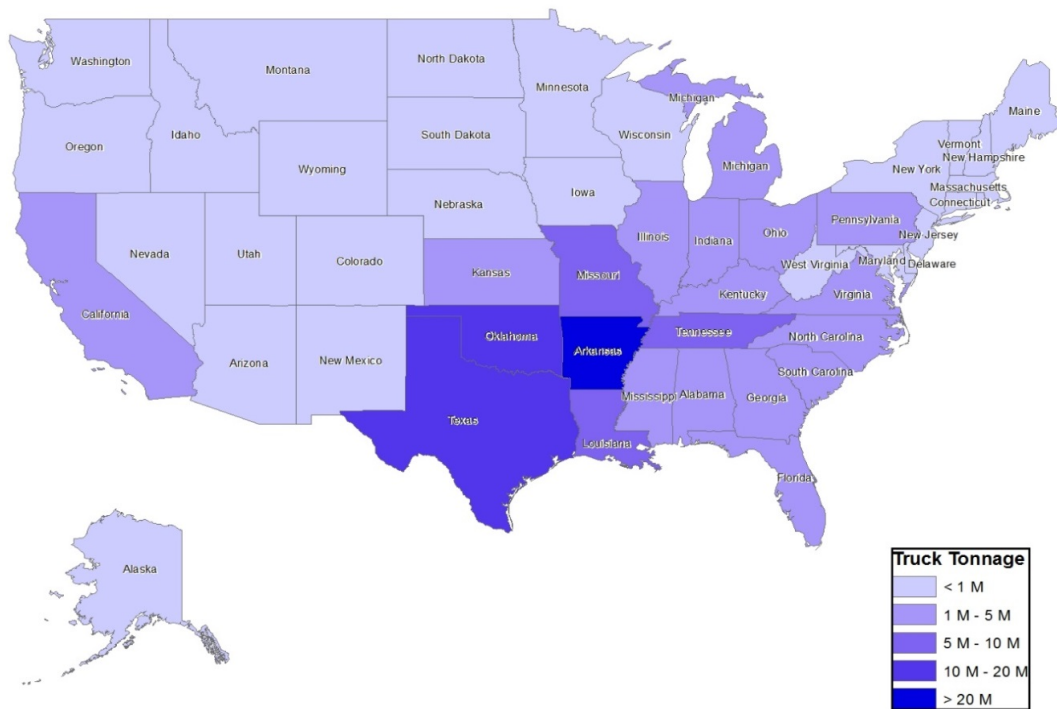 Washington
Montana
North Dakota
Minnesota
Michigan
Maine
Oregon
Idaho
South Dakota
Wisconsin
Michigan
Vermont
New Hampshire
New York
Wyoming
Massachusetts
Connecticut
Iowa
Nebraska
Pennsylvania
Nevada
Utah
Colorado
Illinois
Indiana
Ohio
New Jersey
Kansas
Missouri
West Virginia
Maryland
Delaware
California
Kentucky
Virginia
Arizona
New Mexico
Oklahoma
Arkansas
Tennessee
North Carolina
South Carolina
Texas
Mississippi
Alabama
Georgia
Louisiana
Florida
Alaska
Truck Tonnage
< 1 M
1 M - 5 M
5 M - 10 M
10 M - 20 M
> 20 M